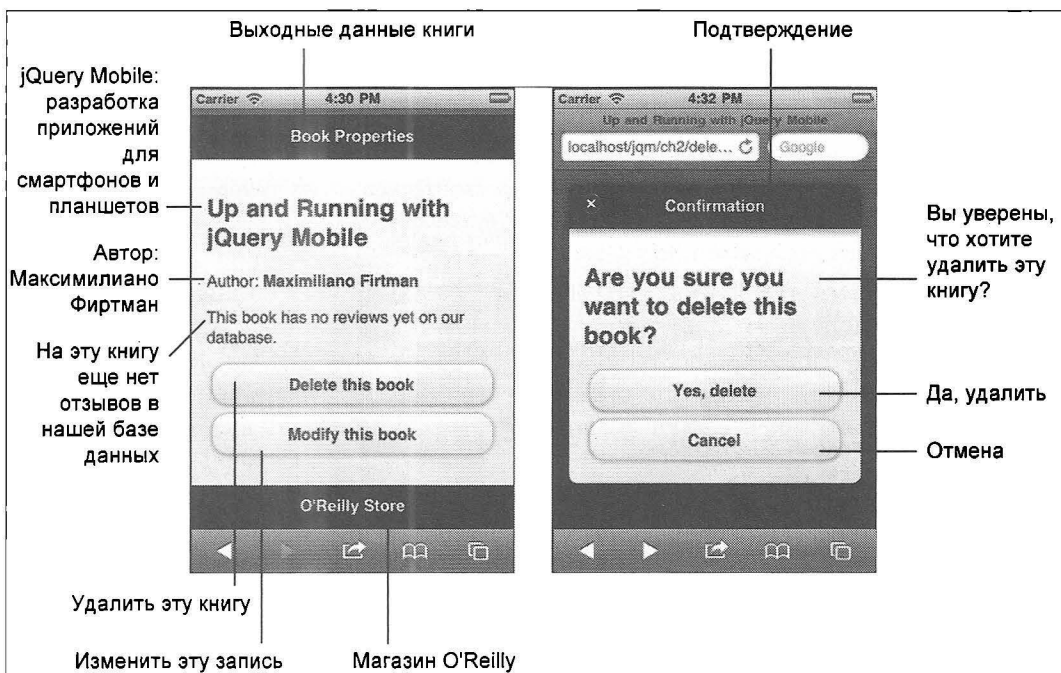 Выходные данные книги
Подтверждение
jQuery Mobile:
разработка
приложений
для
смартфонов и
планшетов
Автор:
Максимилиано
Фиртман
На эту книгу
еще нет
отзывов в
нашей базе
данных
Carrier
4:30 PM
Book Properties
Up and Running with
jQuery Mobile
Author: Maximiliano Firtman
This book has no reviews yet on our
database.
Delete this book
Modify this book
O'Reilly Store
Carrier
4:32 PM
Up and Running with jQuery Mobile
localhost/jqm/ch2/dele...
Google
× Confirmation
Are you sure you
want to delete this
book?
Yes, delete
Cancel
Вы уверены,
что хотите
удалить эту
книгу?
Да, удалить
Отмена
Удалить эту книгу
Изменить эту запись
Магазин O'Reilly